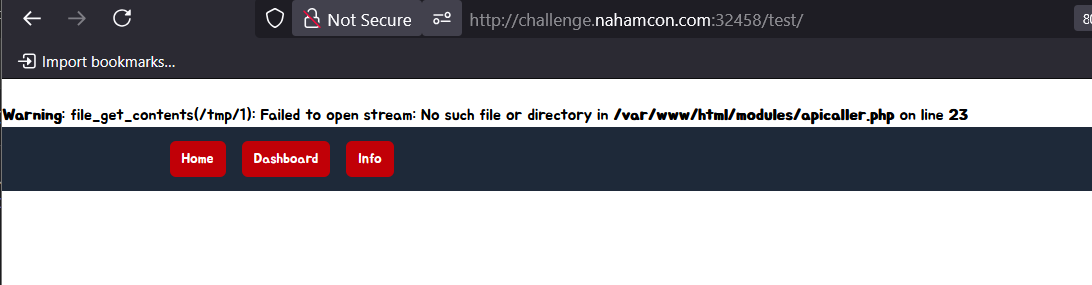 Not Secure http://challenge.nahamcon.com:32458/test/
Import bookmarks...
Warning: file_get_contents(/tmp/1): Failed to open stream: No such file or directory in /var/www/html/modules/apicaller.php on line 23
Home Dashboard Info